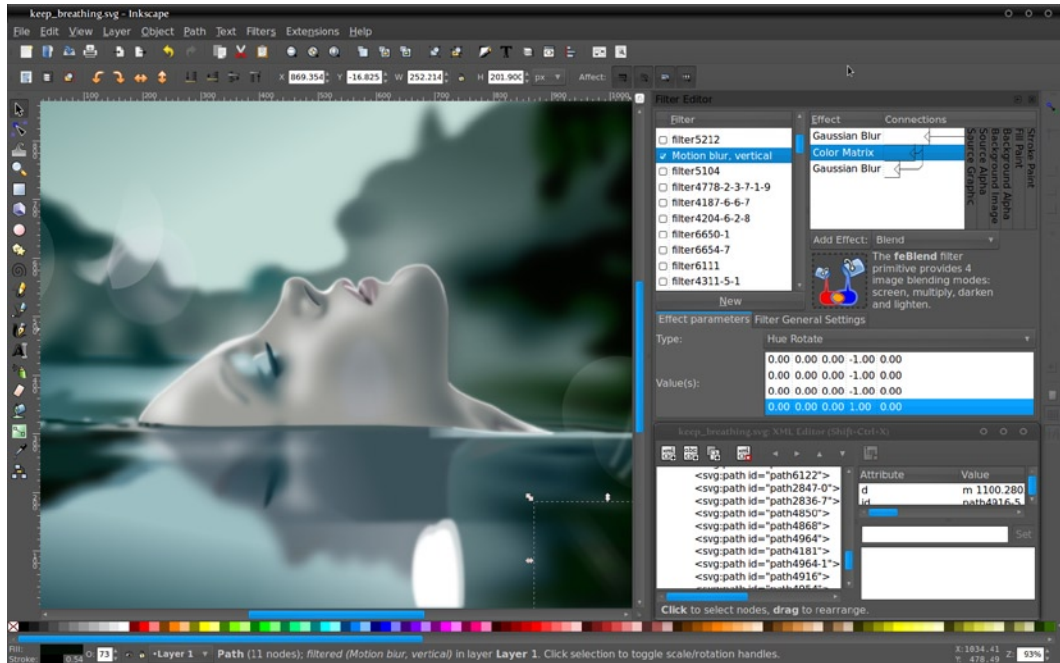 keep_breathing.svg - Inkscape
File Edit View Layer Object Path Text Filters Extensions Help
X 869.354 Y -16.825 W 252.214 H 201.900 px Affect:
Filter Editor
Filter
filter5212
Motion blur, vertical
filter5104
filter4778-2-3-7-1-9
filter4187-6-6-7
filter4204-6-2-8
filter6650-1
filter6654-7
filter6111
filter4311-5-1
New
Effect Connections
Gaussian Blur
Color Matrix
Gaussian Blur
Stroke Paint
Fill Paint
Background Alpha
Background Image
Source Alpha
Source Graphic
Add Effect: Blend
The feBlend filter
primitive provides 4
image blending modes:
screen, multiply, darken
and lighten.
Effect parameters Filter General Settings
Type: Hue Rotate
Value(s):
0.00 0.00 0.00 -1.00 0.00
0.00 0.00 0.00 -1.00 0.00
0.00 0.00 0.00 -1.00 0.00
0.00 0.00 0.00 1.00 0.00
keep_breathing.svg: XML Editor (Shift+Ctrl+X)
<svg:path id="path6122">
<svg:path id="path2847-0">
<svg:path id="path2836-7">
<svg:path id="path4850">
<svg:path id="path4868">
<svg:path id="path4964">
<svg:path id="path4181">
<svg:path id="path4964-1">
<svg:path id="path4916">
<svg:path id="path4954">
Attribute Value
d m 1100.280
id path4916-5
Set
Click to select nodes, drag to rearrange.
Fill:
Stroke: 0.54 O: 73 Layer 1 Path (11 nodes); filtered (Motion blur, vertical) in layer Layer 1. Click selection to toggle scale/rotation handles.
X:1034.41
Y: 478.49
Z: 93%